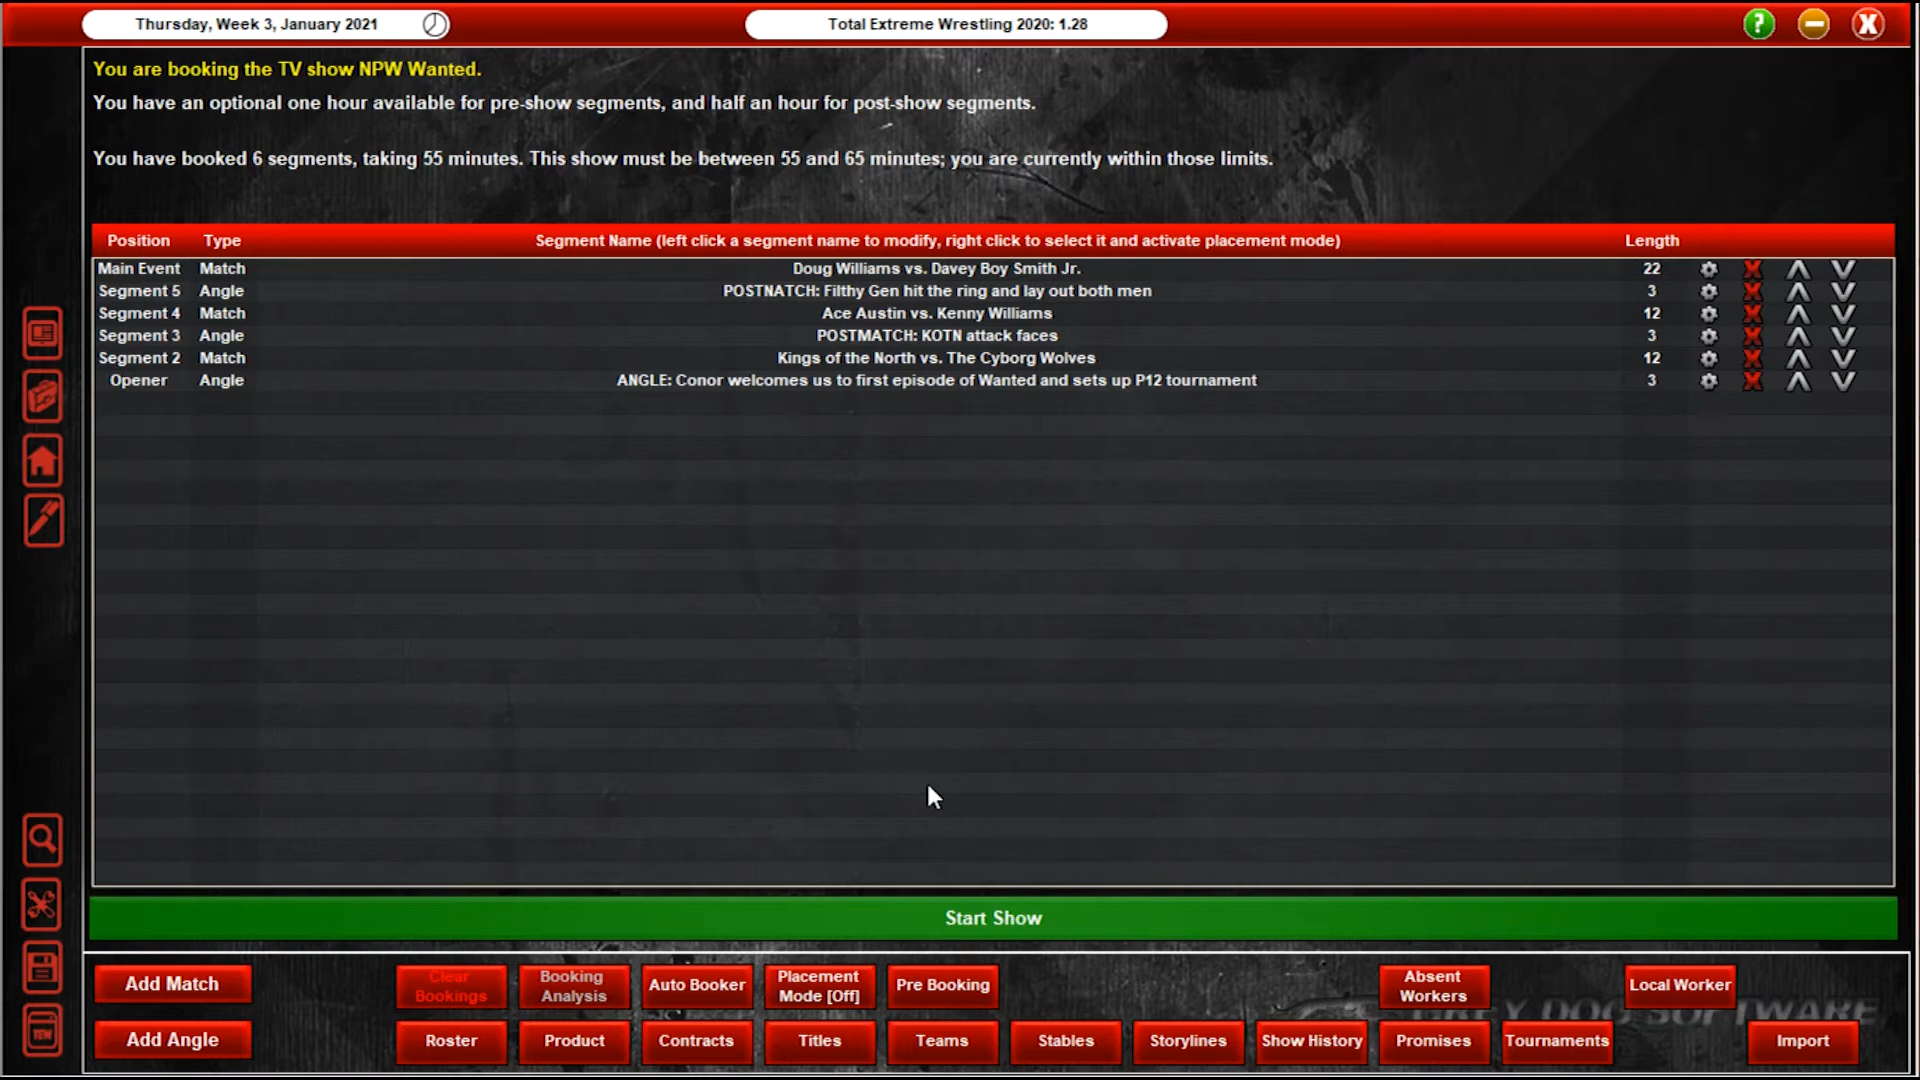 Thursday, Week 3, January 2021
Total Extreme Wrestling 2020: 1.28
?
You are booking the TV show NPW Wanted.
You have an optional one hour available for pre-show segments, and half an hour for post-show segments.
You have booked 6 segments, taking 55 minutes. This show must be between 55 and 65 minutes; you are currently within those limits.
Position Type Segment Name (left click a segment name to modify, right click to select it and activate placement mode) Length
Main Event Match Doug Williams vs. Davey Boy Smith Jr. 22
Segment 5 Angle POSTNATCH: Filthy Gen hit the ring and lay out both men 3
Segment 4 Match Ace Austin vs. Kenny Williams 12
Segment 3 Angle POSTMATCH: KOTN attack faces 3
Segment 2 Match Kings of the North vs. The Cyborg Wolves 12
Opener Angle ANGLE: Conor welcomes us to first episode of Wanted and sets up P12 tournament 3
Start Show
Add Match
Clear Bookings
Booking Analysis
Auto Booker
Placement Mode [Off]
Pre Booking
Absent Workers
Local Worker
GREY DOG SOFTWARE
Add Angle
Roster
Product
Contracts
Titles
Teams
Stables
Storylines
Show History
Promises
Tournaments
Import
TEW